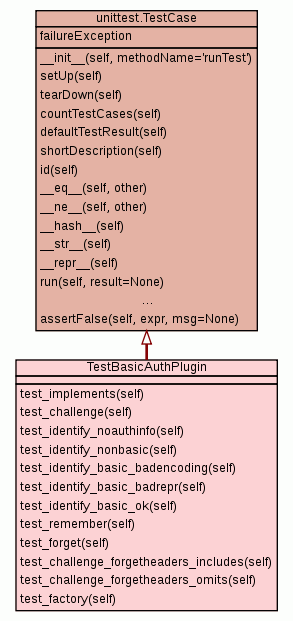 unittest.TestCase
failureException
__init__(self, methodName='runTest')
setUp(self)
tearDown(self)
countTestCases(self)
defaultTestResult(self)
shortDescription(self)
id(self)
__eq__(self, other)
__ne__(self, other)
__hash__(self)
__str__(self)
__repr__(self)
run(self, result=None)
...
assertFalse(self, expr, msg=None)
TestBasicAuthPlugin
test_implements(self)
test_challenge(self)
test_identify_noauthinfo(self)
test_identify_nonbasic(self)
test_identify_basic_badencoding(self)
test_identify_basic_badrepr(self)
test_identify_basic_ok(self)
test_remember(self)
test_forget(self)
test_challenge_forgetheaders_includes(self)
test_challenge_forgetheaders_omits(self)
test_factory(self)